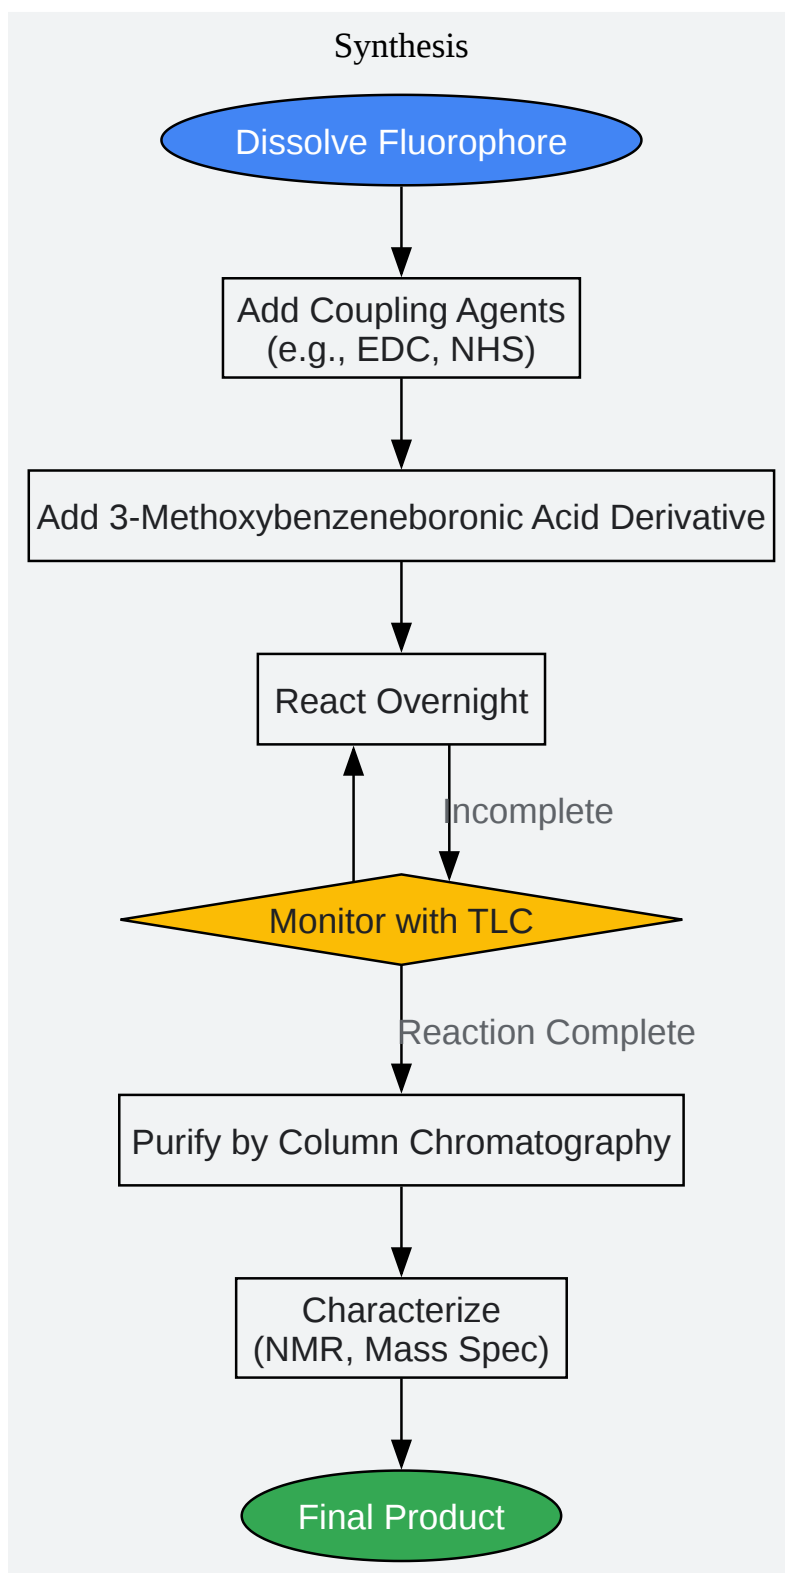 Synthesis
Dissolve Fluorophore
Add Coupling Agents
(e.g., EDC, NHS)
Add 3-Methoxybenzeneboronic Acid Derivative
React Overnight
Incomplete
Monitor with TLC
Reaction Complete
Purify by Column Chromatography
Characterize
(NMR, Mass Spec)
Final Product